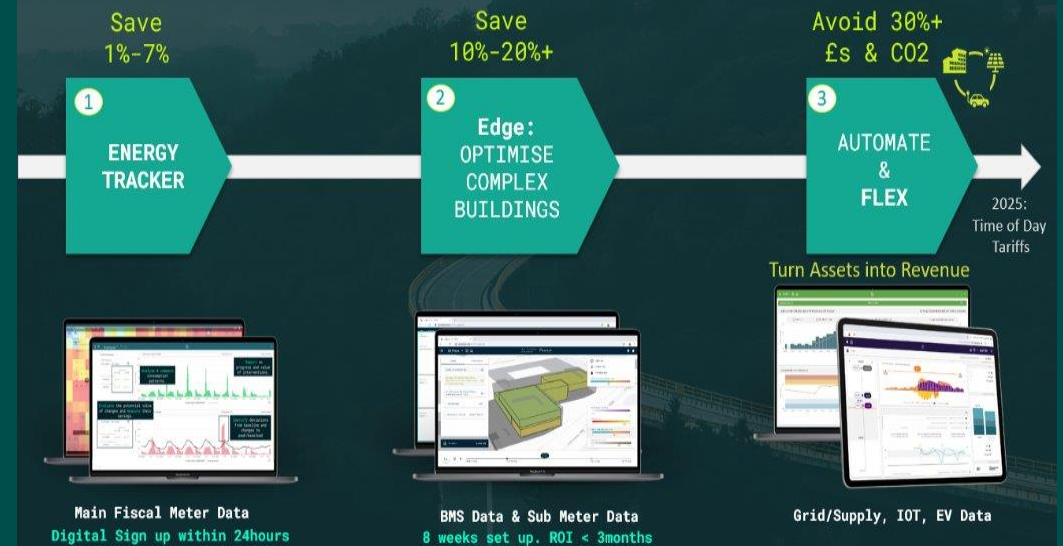 Save
1%-7%
1
ENERGY
TRACKER
Main Fiscal Meter Data
Digital Sign up within 24hours
Save
10%-20%+
2
Edge:
OPTIMISE
COMPLEX
BUILDINGS
BMS Data & Sub Meter Data
8 weeks set up. ROI < 3months
Avoid 30%+
£s & CO2
3
AUTOMATE
&
FLEX
2025:
Time of Day
Tariffs
Turn Assets into Revenue
Grid/Supply, IOT, EV Data